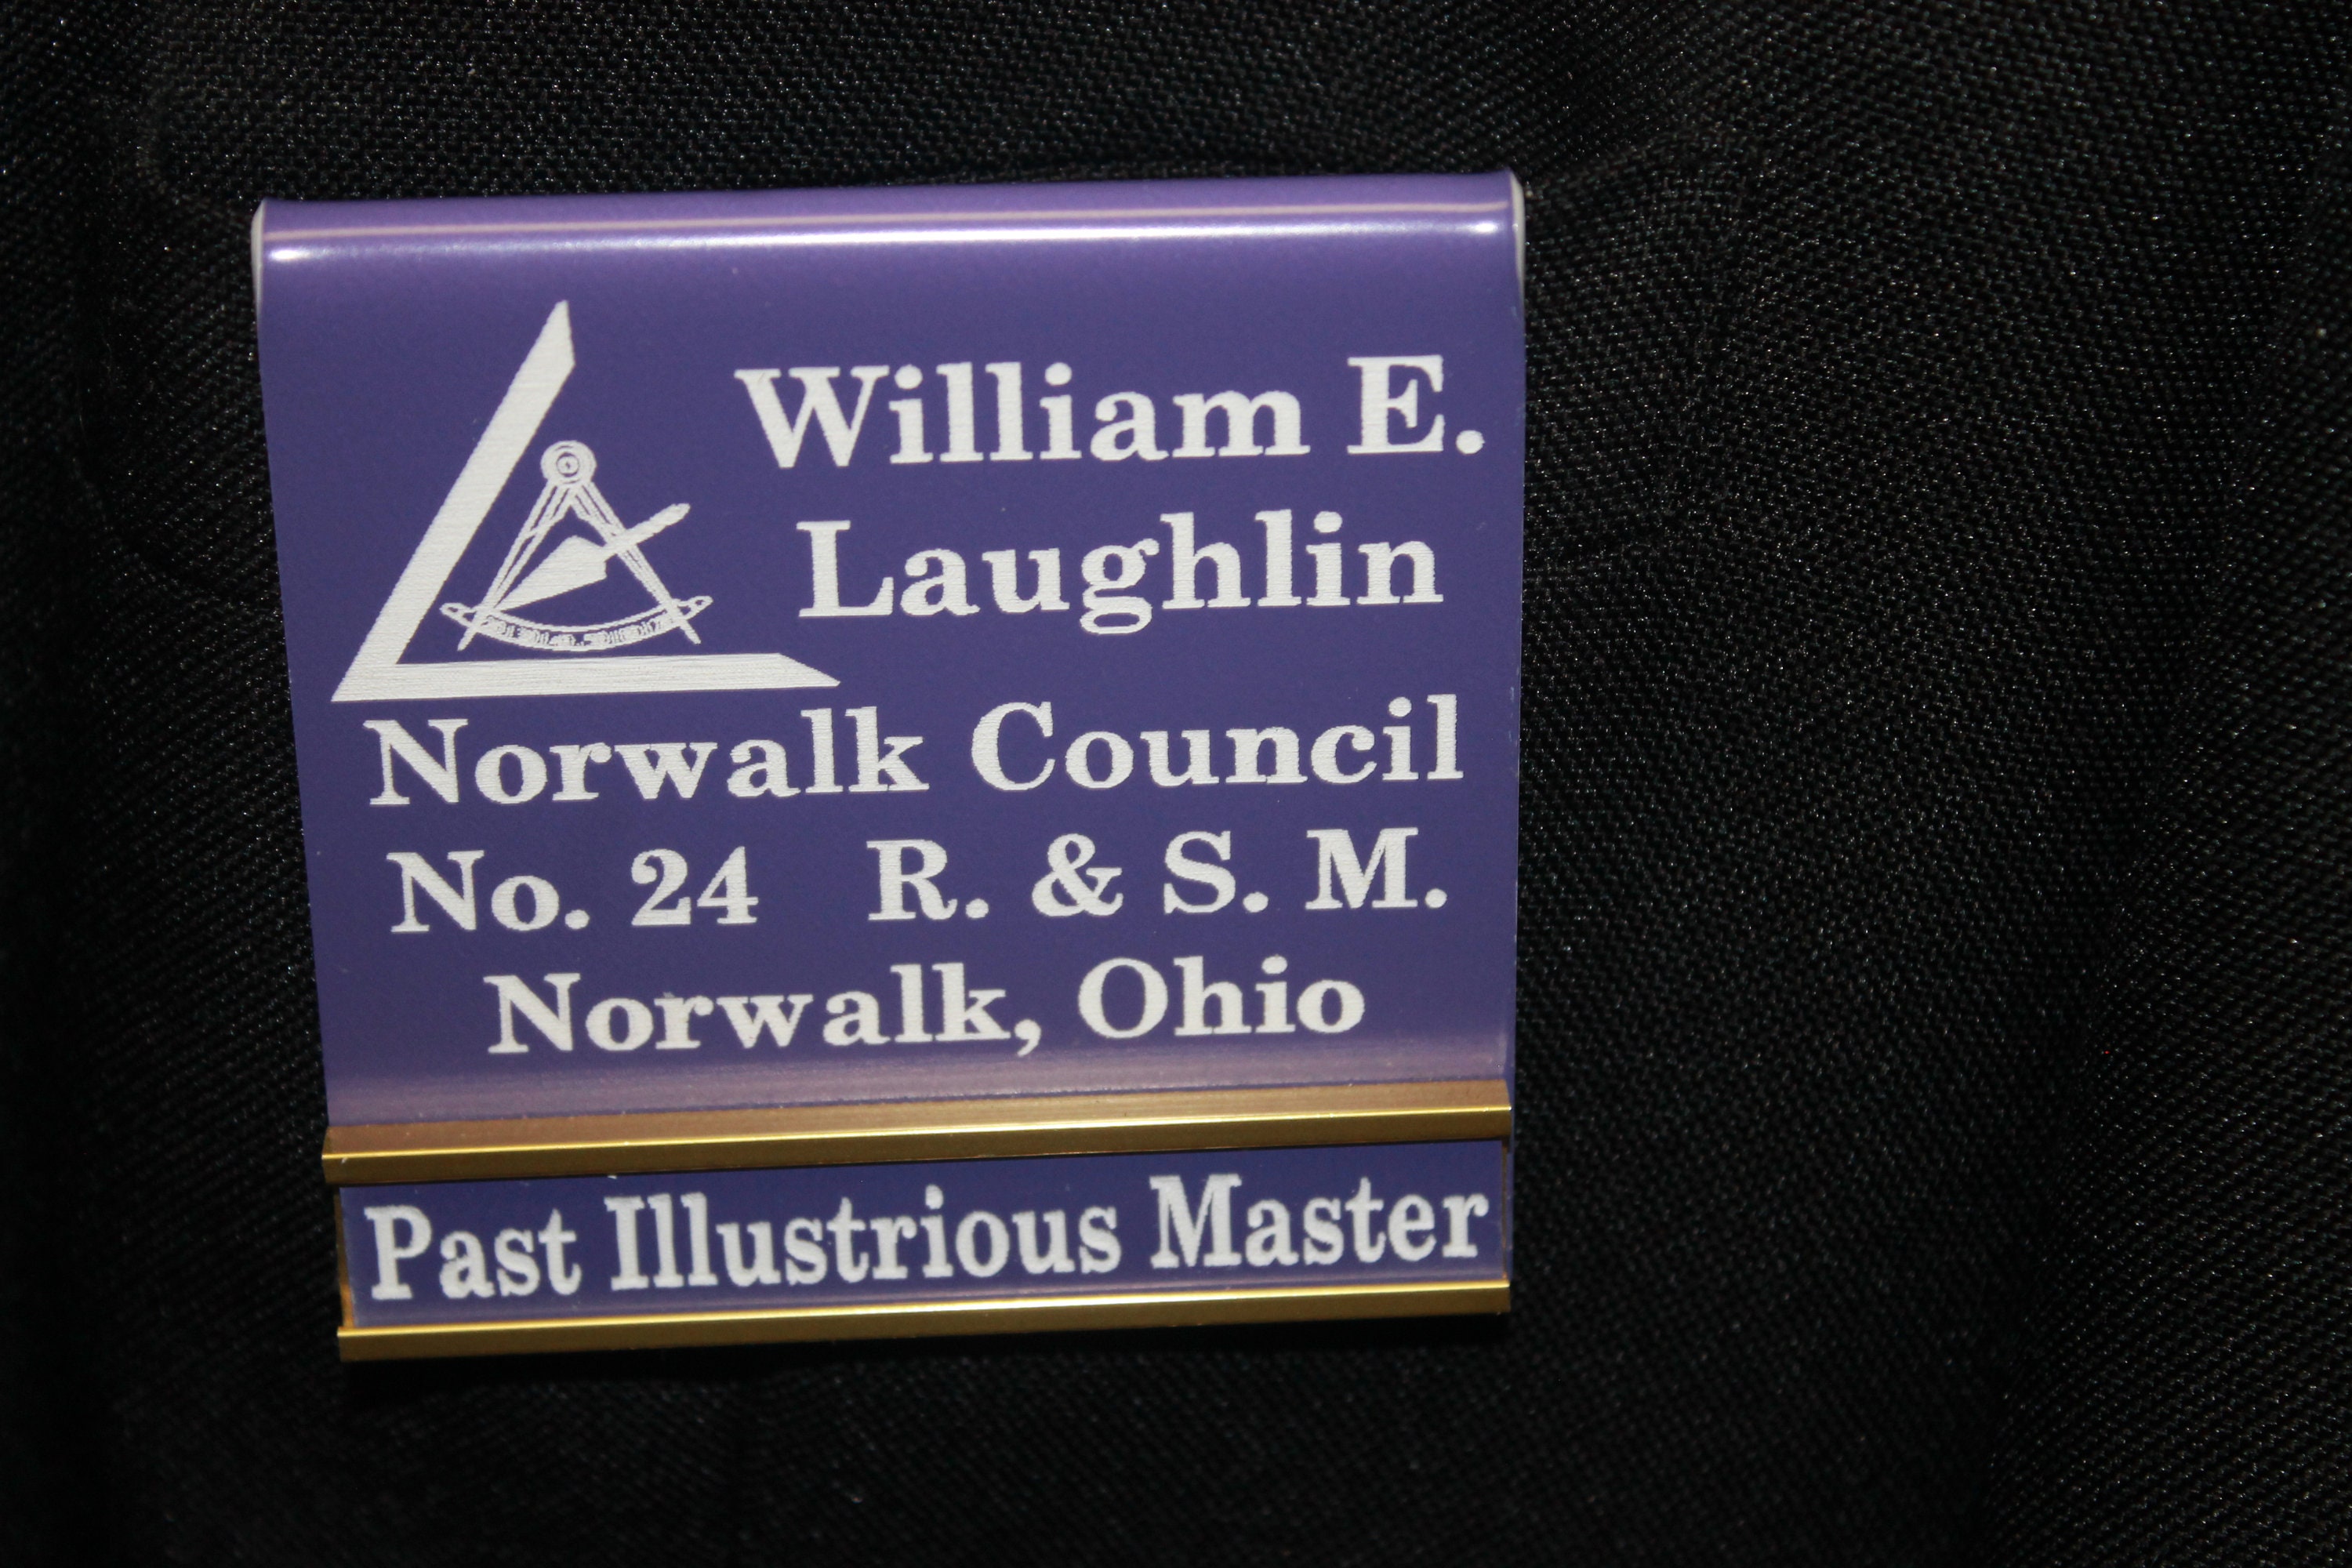 William E.
Laughlin
Norwalk Council
No. 24 R. & S. M.
Norwalk, Ohio
Past Illustrious Master